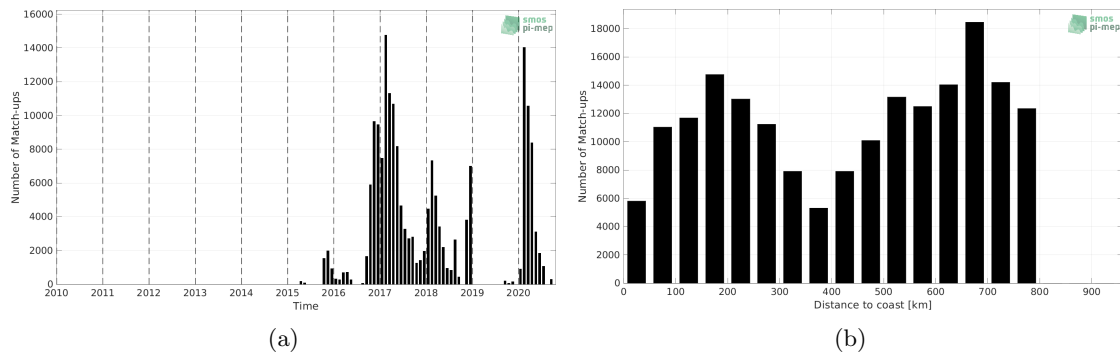 16000
14000
12000
10000
8000
6000
4000
2000
0
Number of Match-ups
2010 2011 2012 2013 2014 2015 2016 2017 2018 2019 2020
Time
smos
pi-mep
(a)
18000
16000
14000
12000
10000
8000
6000
4000
2000
0
Number of Match-ups
0 100 200 300 400 500 600 700 800 900
Distance to coast [km]
smos
pi-mep
(b)